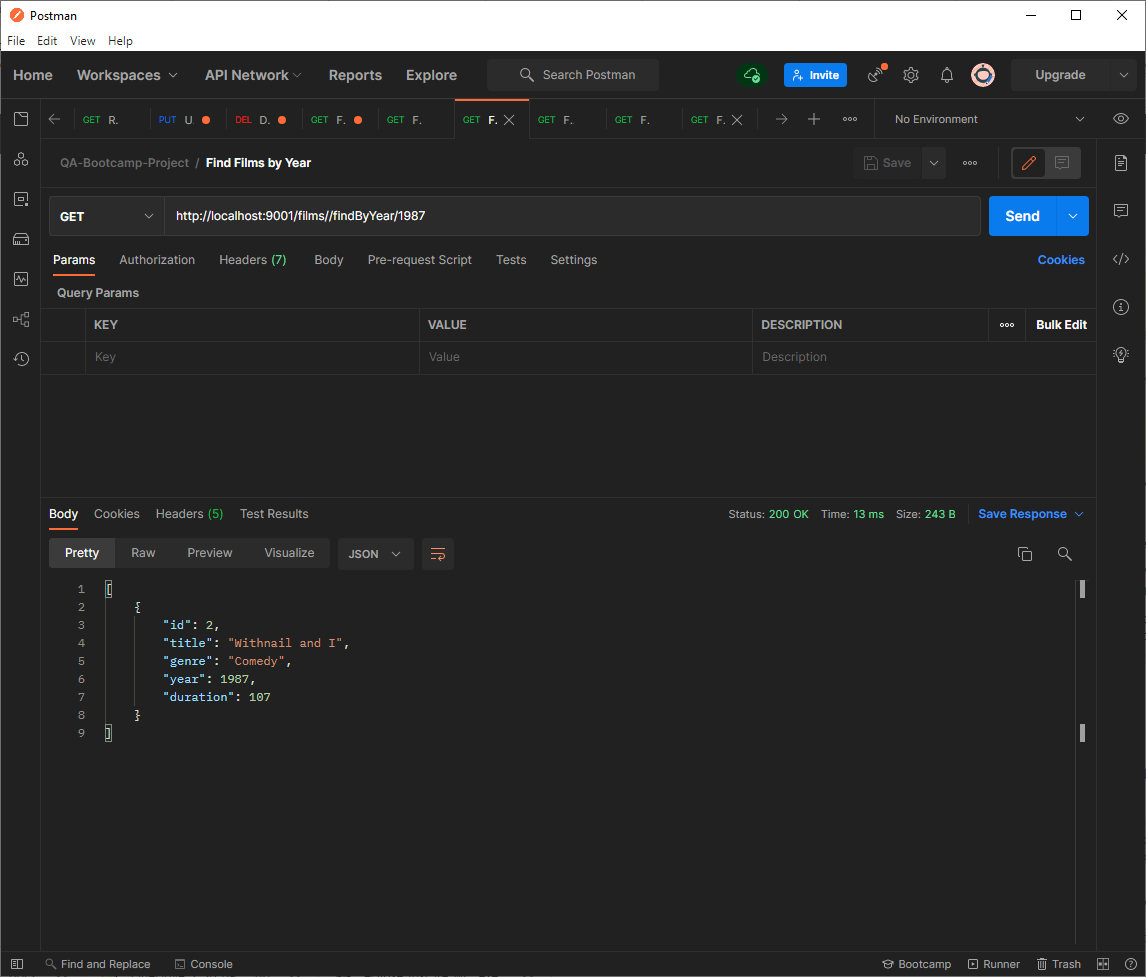 Postman
File Edit View Help
Home Workspaces API Network Reports Explore Search Postman Invite Upgrade
GET R. PUT U DEL D. GET F. GET F. GET F. GET F. GET F. GET F. No Environment
QA-Bootcamp-Project / Find Films by Year Save
GET http://localhost:9001/films//findByYear/1987 Send
Params Authorization Headers (7) Body Pre-request Script Tests Settings Cookies
Query Params
KEY VALUE DESCRIPTION Bulk Edit
Key Value Description
Body Cookies Headers (5) Test Results Status: 200 OK Time: 13 ms Size: 243 B Save Response
Pretty Raw Preview Visualize JSON
1 [
2 {
3 "id": 2,
4 "title": "Withnail and I",
5 "genre": "Comedy",
6 "year": 1987,
7 "duration": 107
8 }
9 ]
Find and Replace Console Bootcamp Runner Trash